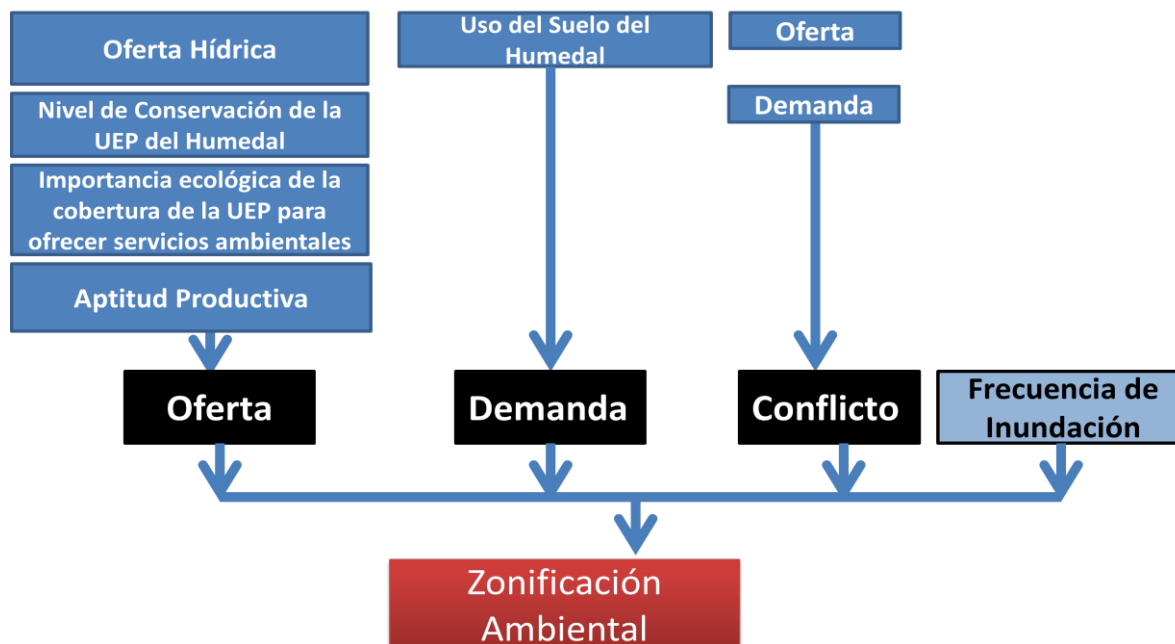 Oferta Hídrica
Nivel de Conservación de la
UEP del Humedal
Importancia ecológica de la
cobertura de la UEP para
ofrecer servicios ambientales
Aptitud Productiva
Uso del Suelo del
Humedal
Oferta
Demanda
Oferta
Demanda
Conflicto
Frecuencia de
Inundación
Zonificación
Ambiental